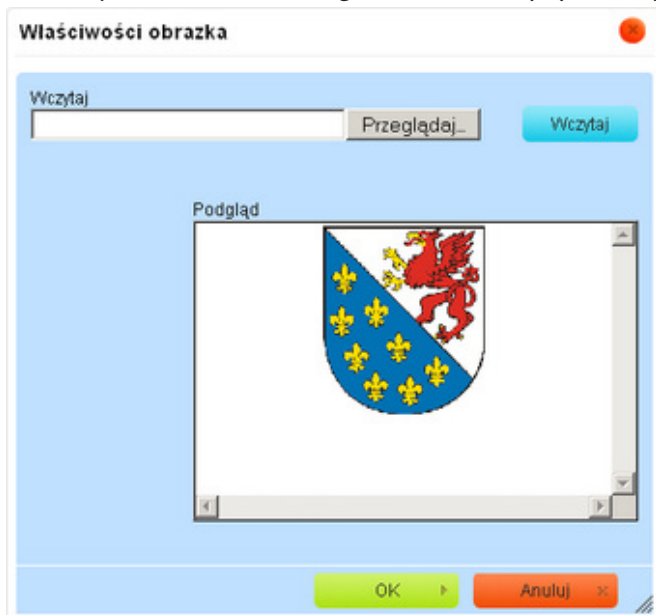 Właściwości obrazka
Wczytaj
Przeglądaj...
Wczytaj
Podgląd
OK
Anuluj